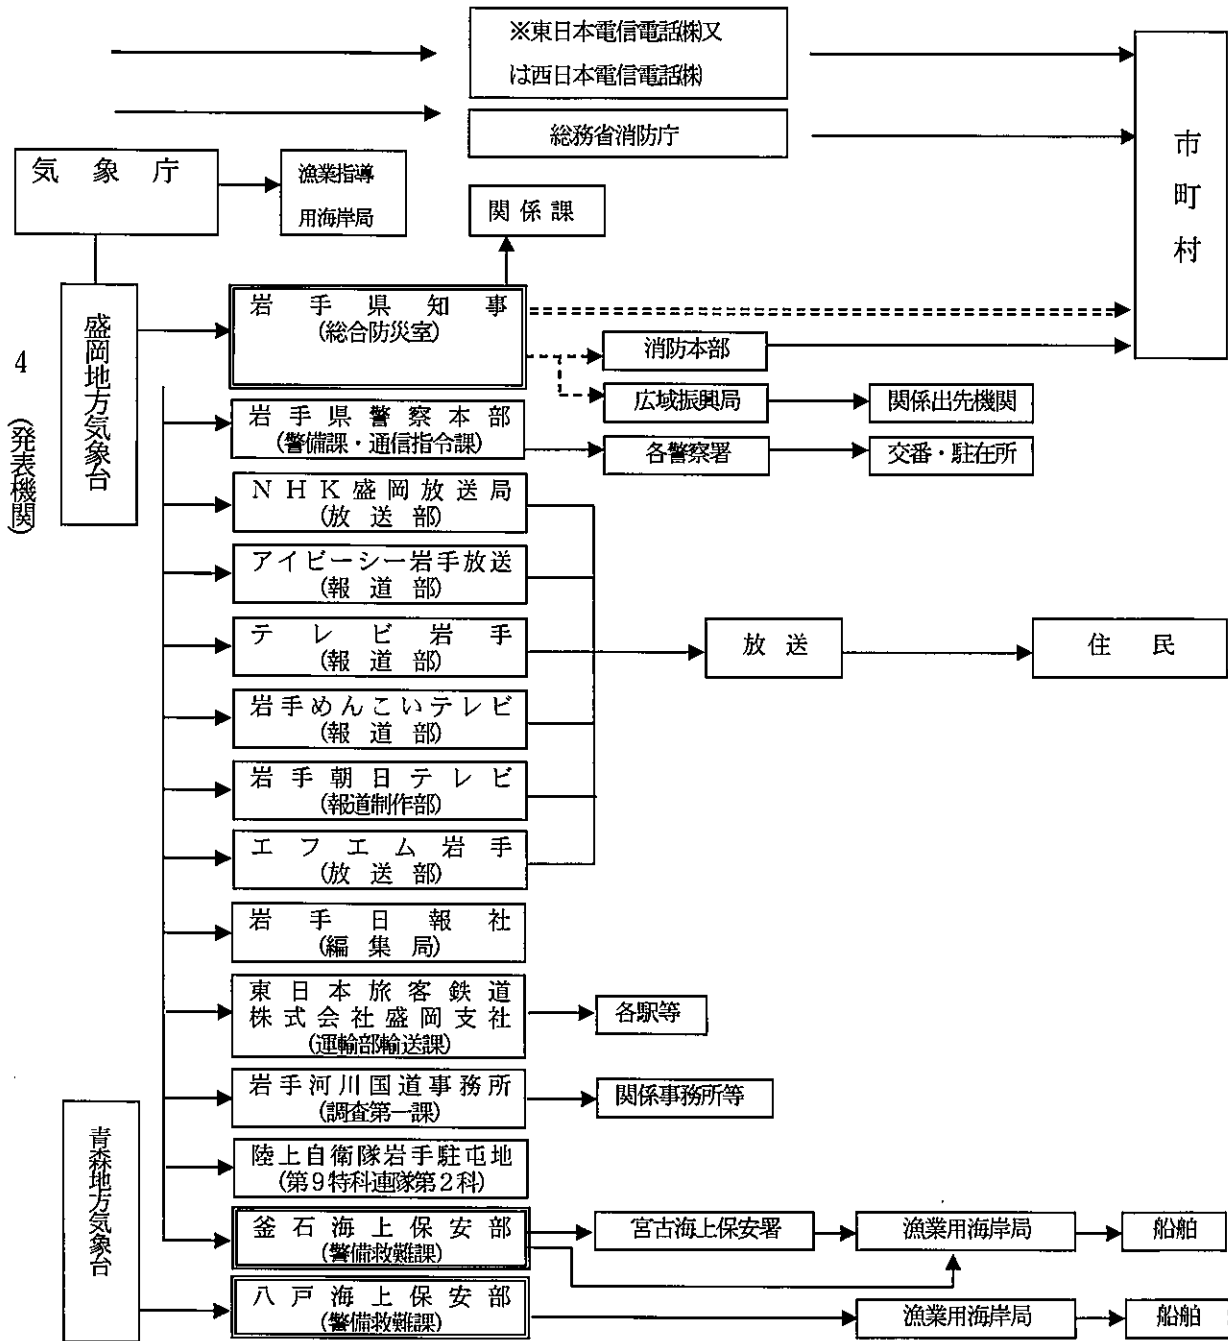 ※東日本電信電話㈱又
は西日本電信電話㈱
総務省消防庁
市町村
気象庁
漁業指導
用海岸局
関係課
盛岡地方気象台
4
(発表機関)
岩手県知事
(総合防災室)
消防本部
広域振興局
関係出先機関
岩手県警察本部
(警備課・通信指令課)
各警察署
交番・駐在所
NHK盛岡放送局
(放送部)
アイビーシー岩手放送
(報道部)
テレビ岩手
(報道部)
放送
住民
岩手めんこいテレビ
(報道部)
岩手朝日テレビ
(報道制作部)
エフエム岩手
(放送部)
岩手日報社
(編集局)
東日本旅客鉄道
株式会社盛岡支社
(運輸部輸送課)
各駅等
岩手河川国道事務所
(調査第一課)
関係事務所等
青森地方気象台
陸上自衛隊岩手駐屯地
(第9特科連隊第2科)
釜石海上保安部
(警備救難課)
宮古海上保安署
漁業用海岸局
船舶
八戸海上保安部
(警備救難課)
漁業用海岸局
船舶